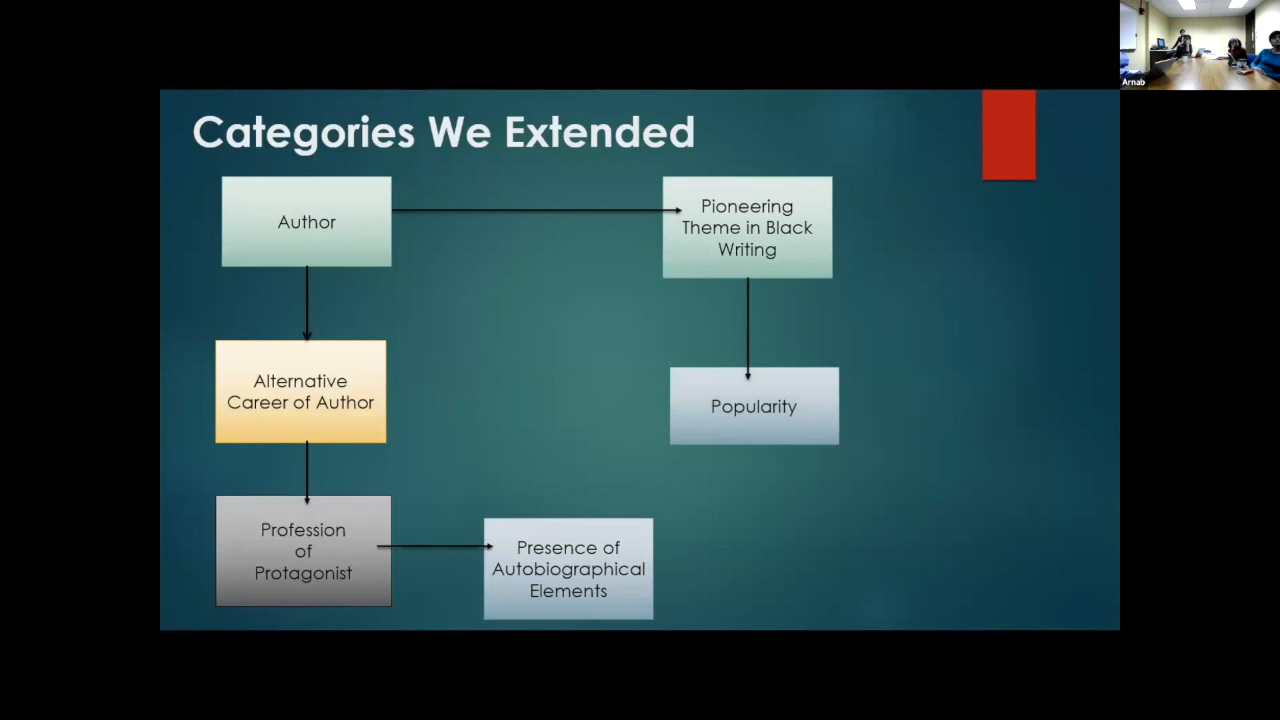 Arnab
Categories We Extended
Author
Pioneering
Theme in Black
Writing
Alternative
Career of Author
Popularity
Profession
of
Protagonist
Presence of
Autobiographical
Elements